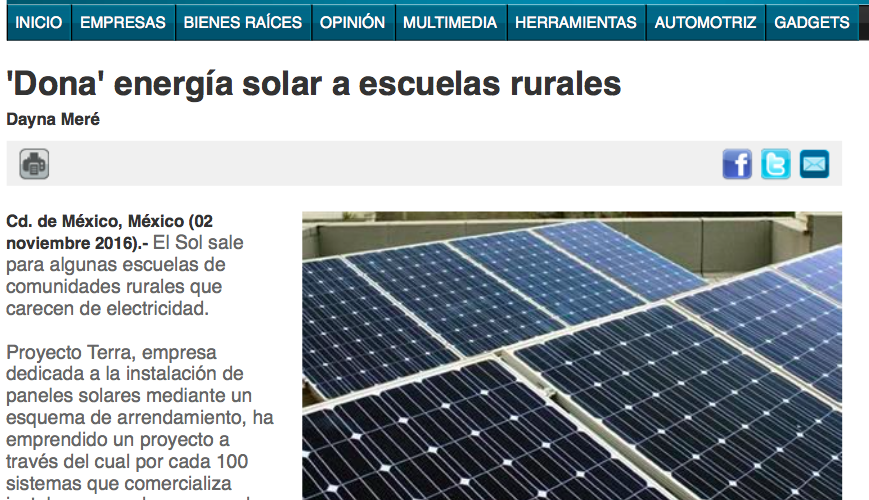 INICIO EMPRESAS BIENES RAÍCES OPINIÓN MULTIMEDIA HERRAMIENTAS AUTOMOTRIZ GADGETS
'Dona' energía solar a escuelas rurales
Dayna Meré
Cd. de México, México (02
noviembre 2016).- El Sol sale
para algunas escuelas de
comunidades rurales que
carecen de electricidad.
Proyecto Terra, empresa
dedicada a la instalación de
paneles solares mediante un
esquema de arrendamiento, ha
emprendido un proyecto a
través del cual por cada 100
sistemas que comercializa